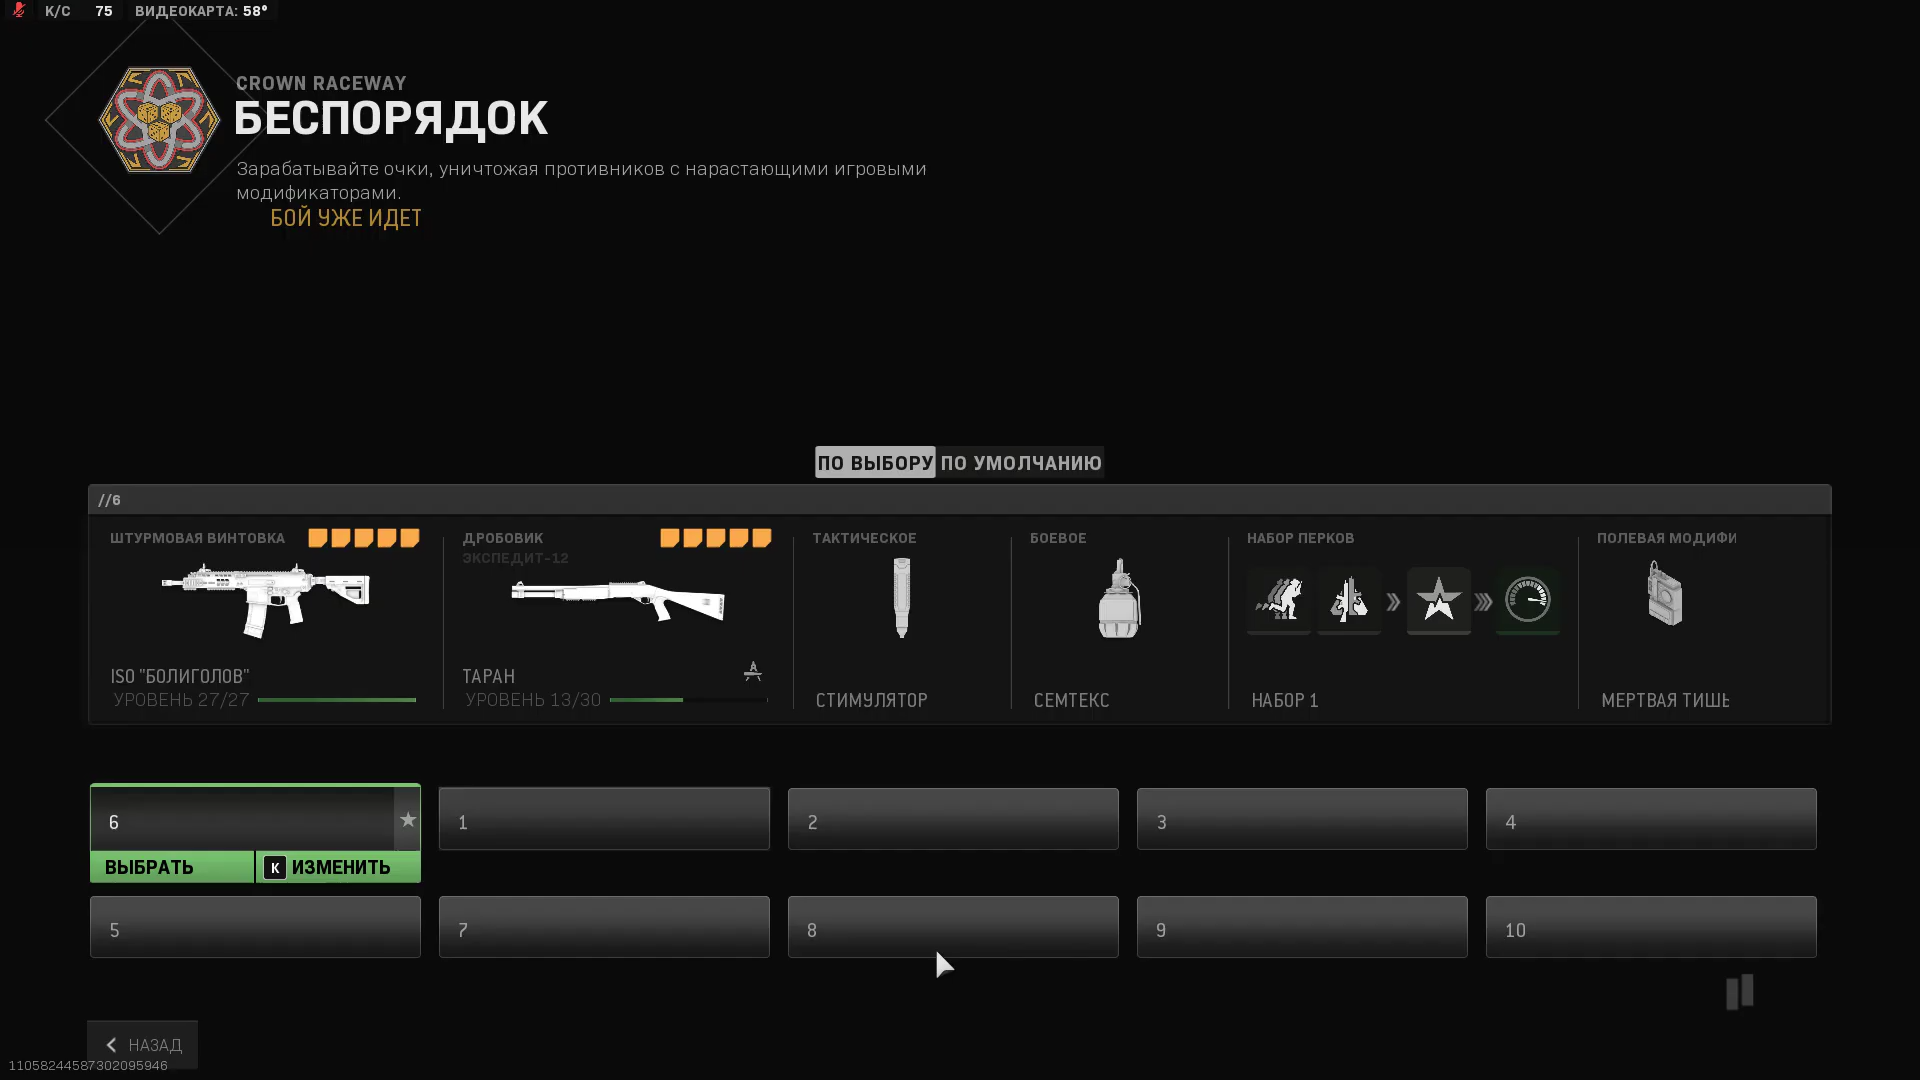 К/С 75 ВИДЕОКАРТА: 58°
CROWN RACEWAY
БЕСПОРЯДОК
Зарабатывайте очки, уничтожая противников с нарастающими игровыми
модификаторами.
БОЙ УЖЕ ИДЕТ
ПО ВЫБОРУ ПО УМОЛЧАНИЮ
//6
ШТУРМОВАЯ ВИНТОВКА ДРОБОВИК ТАКТИЧЕСКОЕ БОЕВОЕ НАБОР ПЕРКОВ ПОЛЕВАЯ МОДИФИ
ЭКСПЕДИТ-12
ISO "БОЛИГОЛОВ" ТАРАН
УРОВЕНЬ 27/27 УРОВЕНЬ 13/30 СТИМУЛЯТОР СЕМТЕКС НАБОР 1 МЕРТВАЯ ТИШЬ
6 1 2 3 4
ВЫБРАТЬ K ИЗМЕНИТЬ
5 7 8 9 10
НАЗАД
11058244587302095946